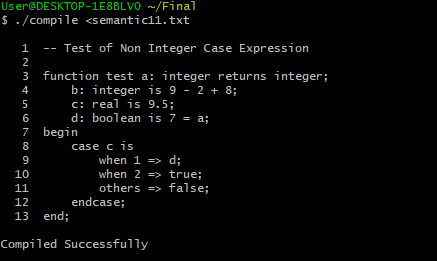 User@DESKTOP-1E8BLVO ~/Final
$ ./compile <semantic11.txt
1 -- Test of Non Integer Case Expression
2
3 function test a: integer returns integer;
4 b: integer is 9 - 2 + 8;
5 c: real is 9.5;
6 d: boolean is 7 = a;
7 begin
8 case c is
9 when 1 => d;
10 when 2 => true;
11 others => false;
12 endcase;
13 end;
Compiled Successfully